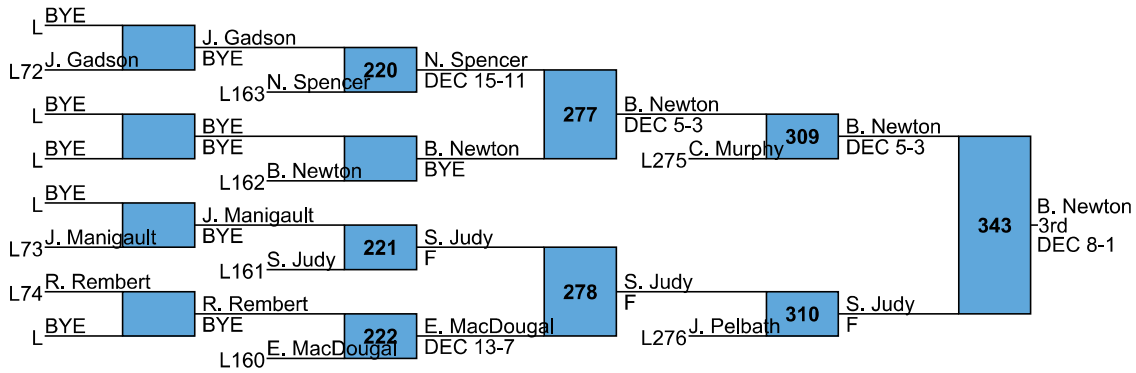 BYE
L
J. Gadson
BYE
J. Gadson
L72
220
N. Spencer
DEC 15-11
N. Spencer
L163
277
B. Newton
DEC 5-3
BYE
L
BYE
BYE
BYE
L
B. Newton
BYE
B. Newton
L162
309
B. Newton
DEC 5-3
C. Murphy
L275
343
B. Newton
3rd
DEC 8-1
BYE
L
J. Manigault
BYE
J. Manigault
L73
221
S. Judy
F
S. Judy
L161
278
S. Judy
F
R. Rembert
L74
R. Rembert
BYE
BYE
L
222
E. MacDougal
DEC 13-7
E. MacDougal
L160
310
S. Judy
F
J. Pelbath
L276